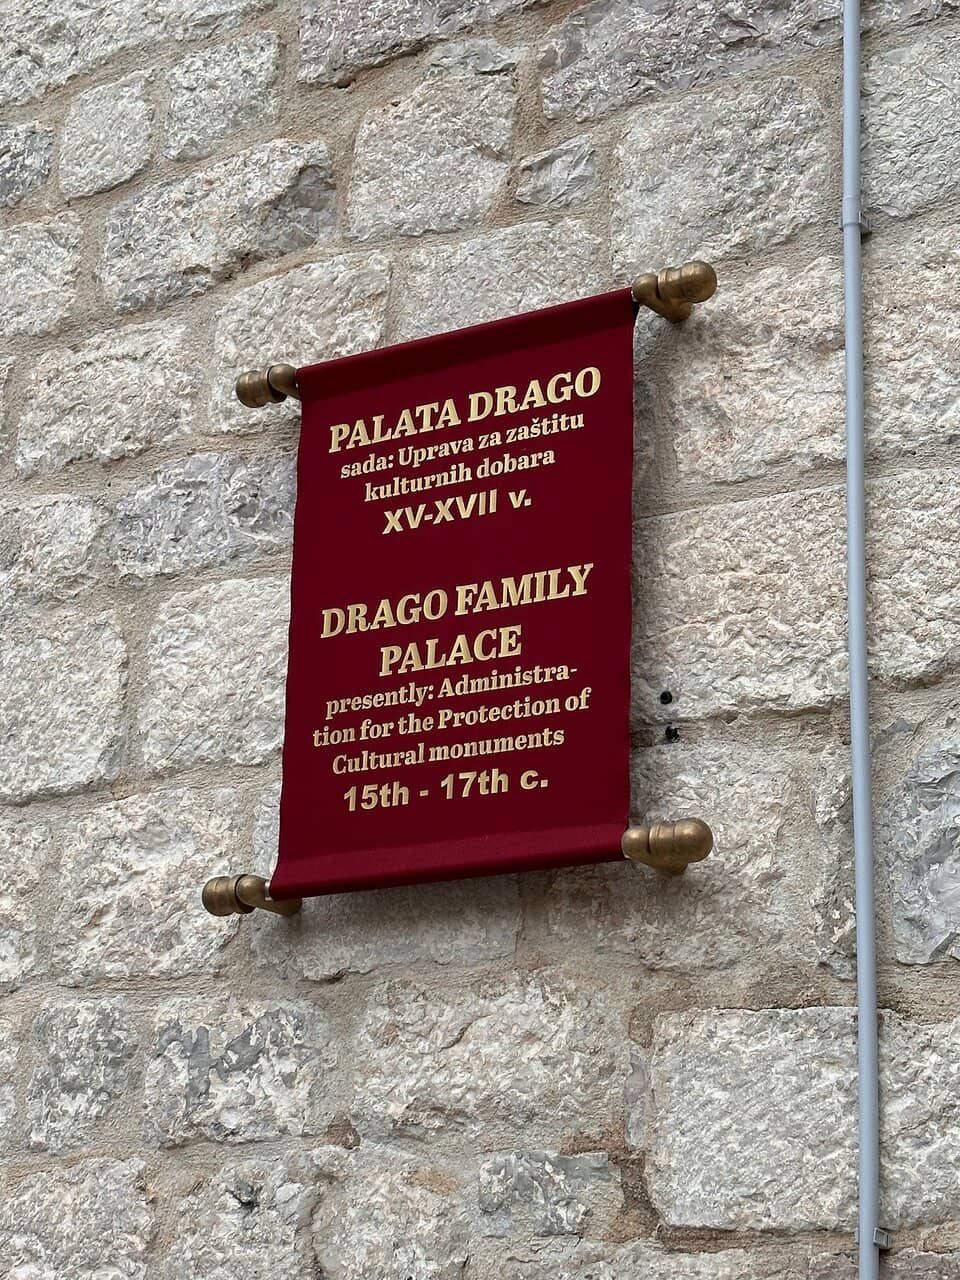 PALATA DRAGO
sada: Uprava za zaštitu
kulturnih dobara
XV-XVII v.
DRAGO FAMILY
PALACE
presently: Administra-
tion for the Protection of
Cultural monuments
15th - 17th c.